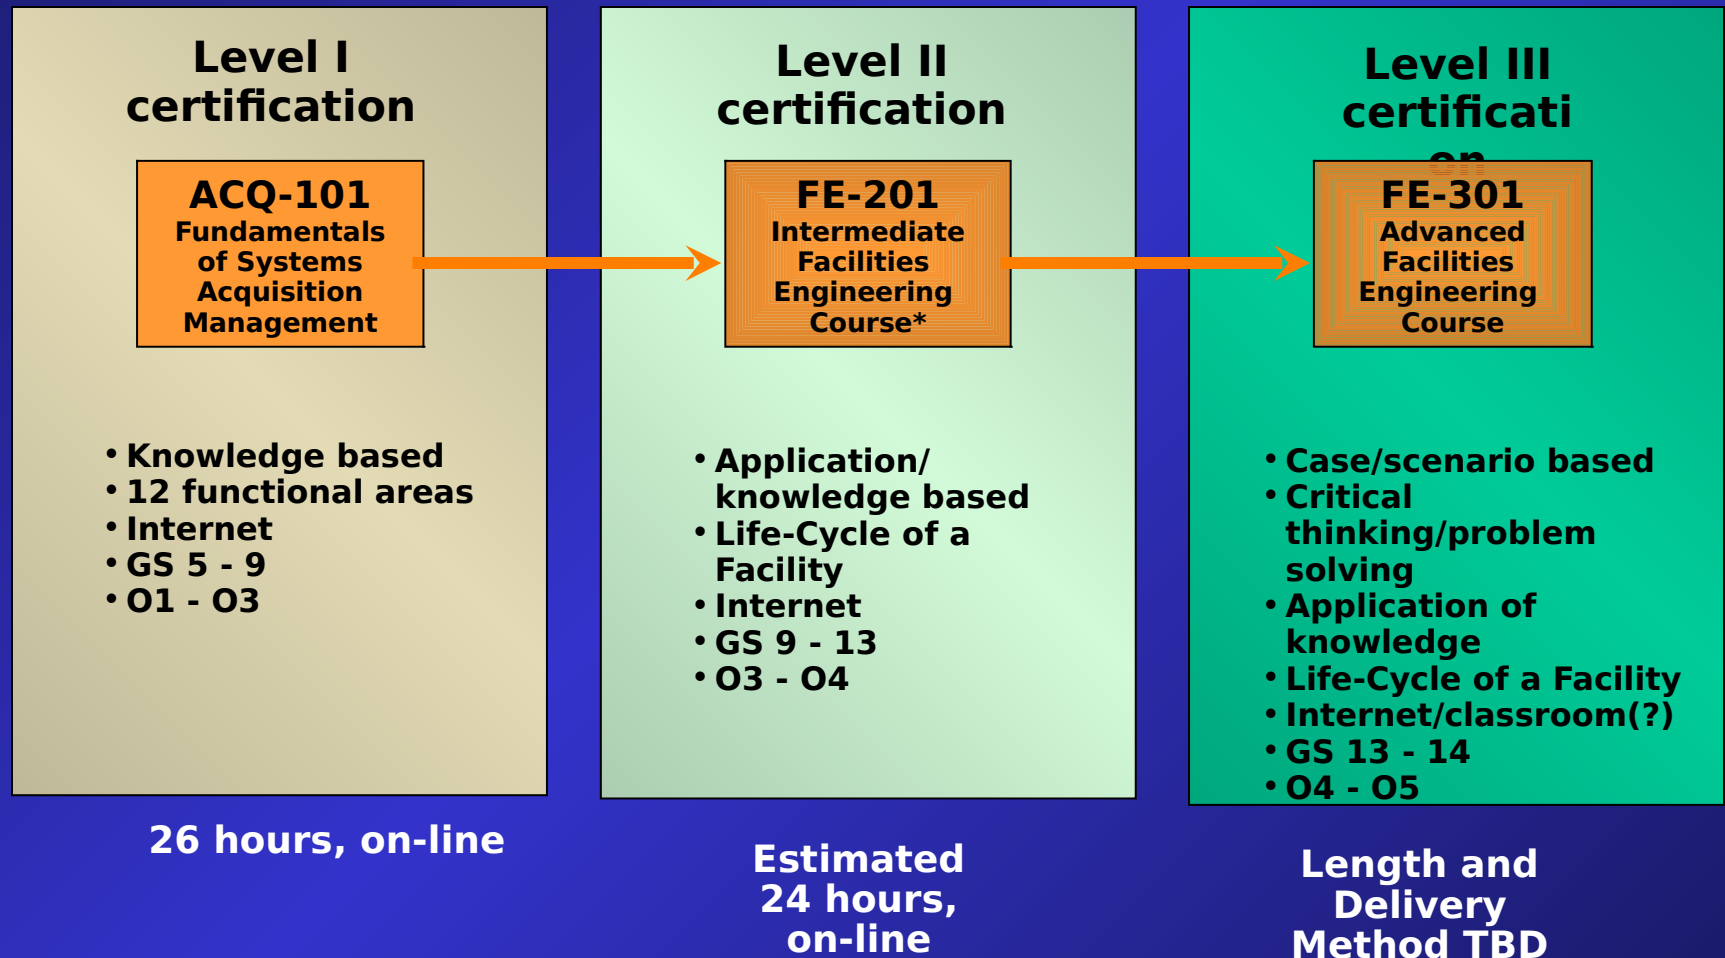 Level I
certification
ACQ-101
Fundamentals
of Systems
Acquisition
Management
• Knowledge based
• 12 functional areas
• Internet
• GS 5 - 9
• O1 - O3
26 hours, on-line
Level II
certification
FE-201
Intermediate
Facilities
Engineering
Course*
• Application/
knowledge based
• Life-Cycle of a
Facility
• Internet
• GS 9 - 13
• O3 - O4
Estimated
24 hours,
on-line
Level III
certificati
on
FE-301
Advanced
Facilities
Engineering
Course
• Case/scenario based
• Critical
thinking/problem
solving
• Application of
knowledge
• Life-Cycle of a Facility
• Internet/classroom(?)
• GS 13 - 14
• O4 - O5
Length and
Delivery
Method TBD